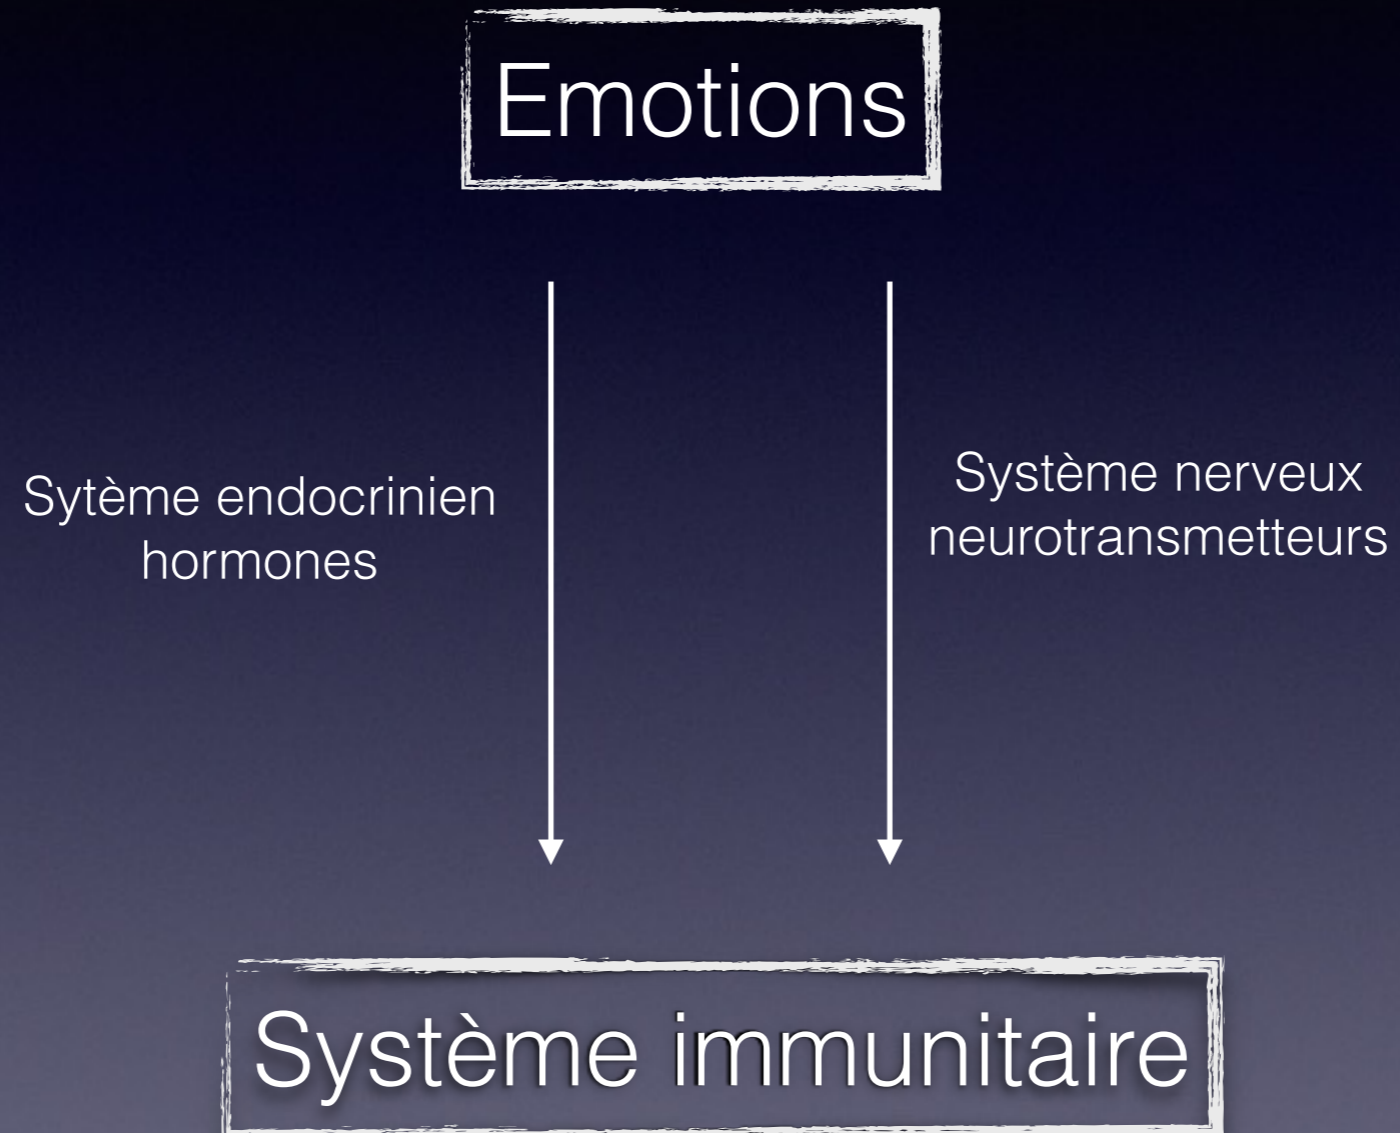 Emotions
Sytème endocrinien
hormones
Système nerveux
neurotransmetteurs
Système immunitaire